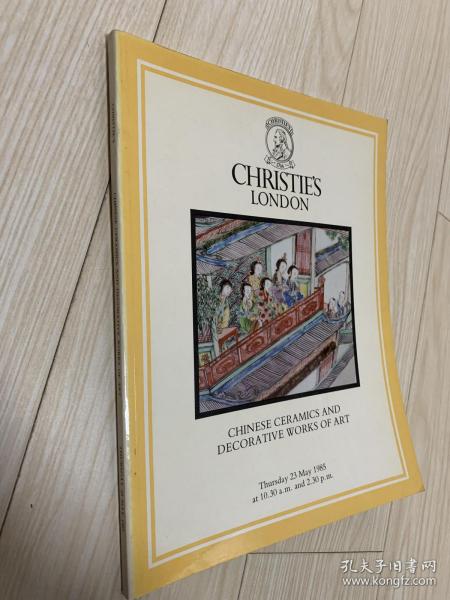 CHRISTIE'S
LONDON
CHINESE CERAMICS AND
DECORATIVE WORKS OF ART
Thursday 23 May 1985
at 10.30 a.m. and 2.30 p.m.
孔夫子旧书网
www.kongfz.com